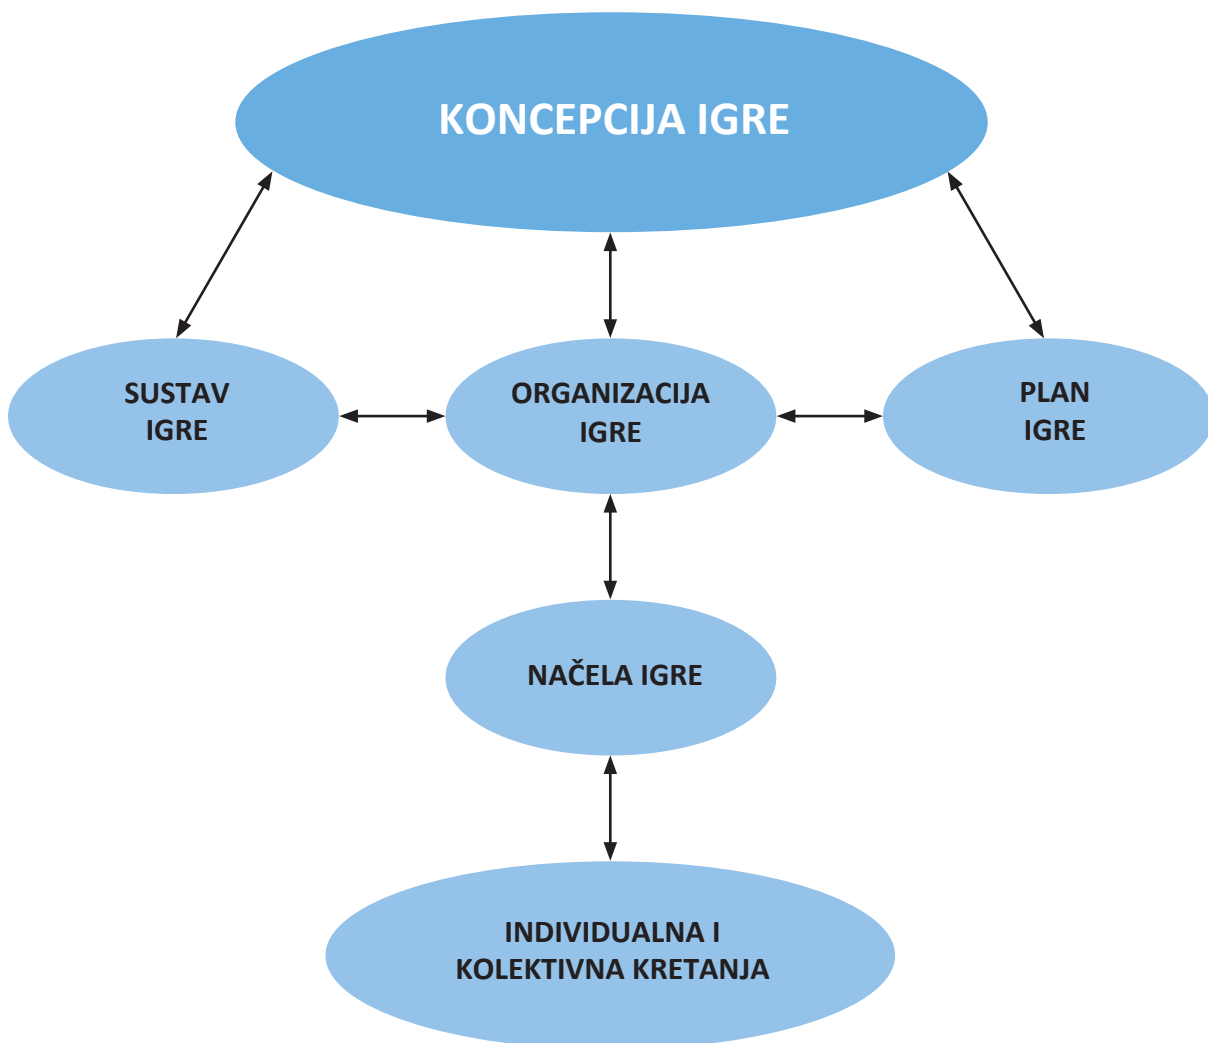 KONCEPCIJA IGRE
SUSTAV
IGRE
ORGANIZACIJA
IGRE
PLAN
IGRE
NAČELA IGRE
INDIVIDUALNA I
KOLEKTIVNA KRETANJA